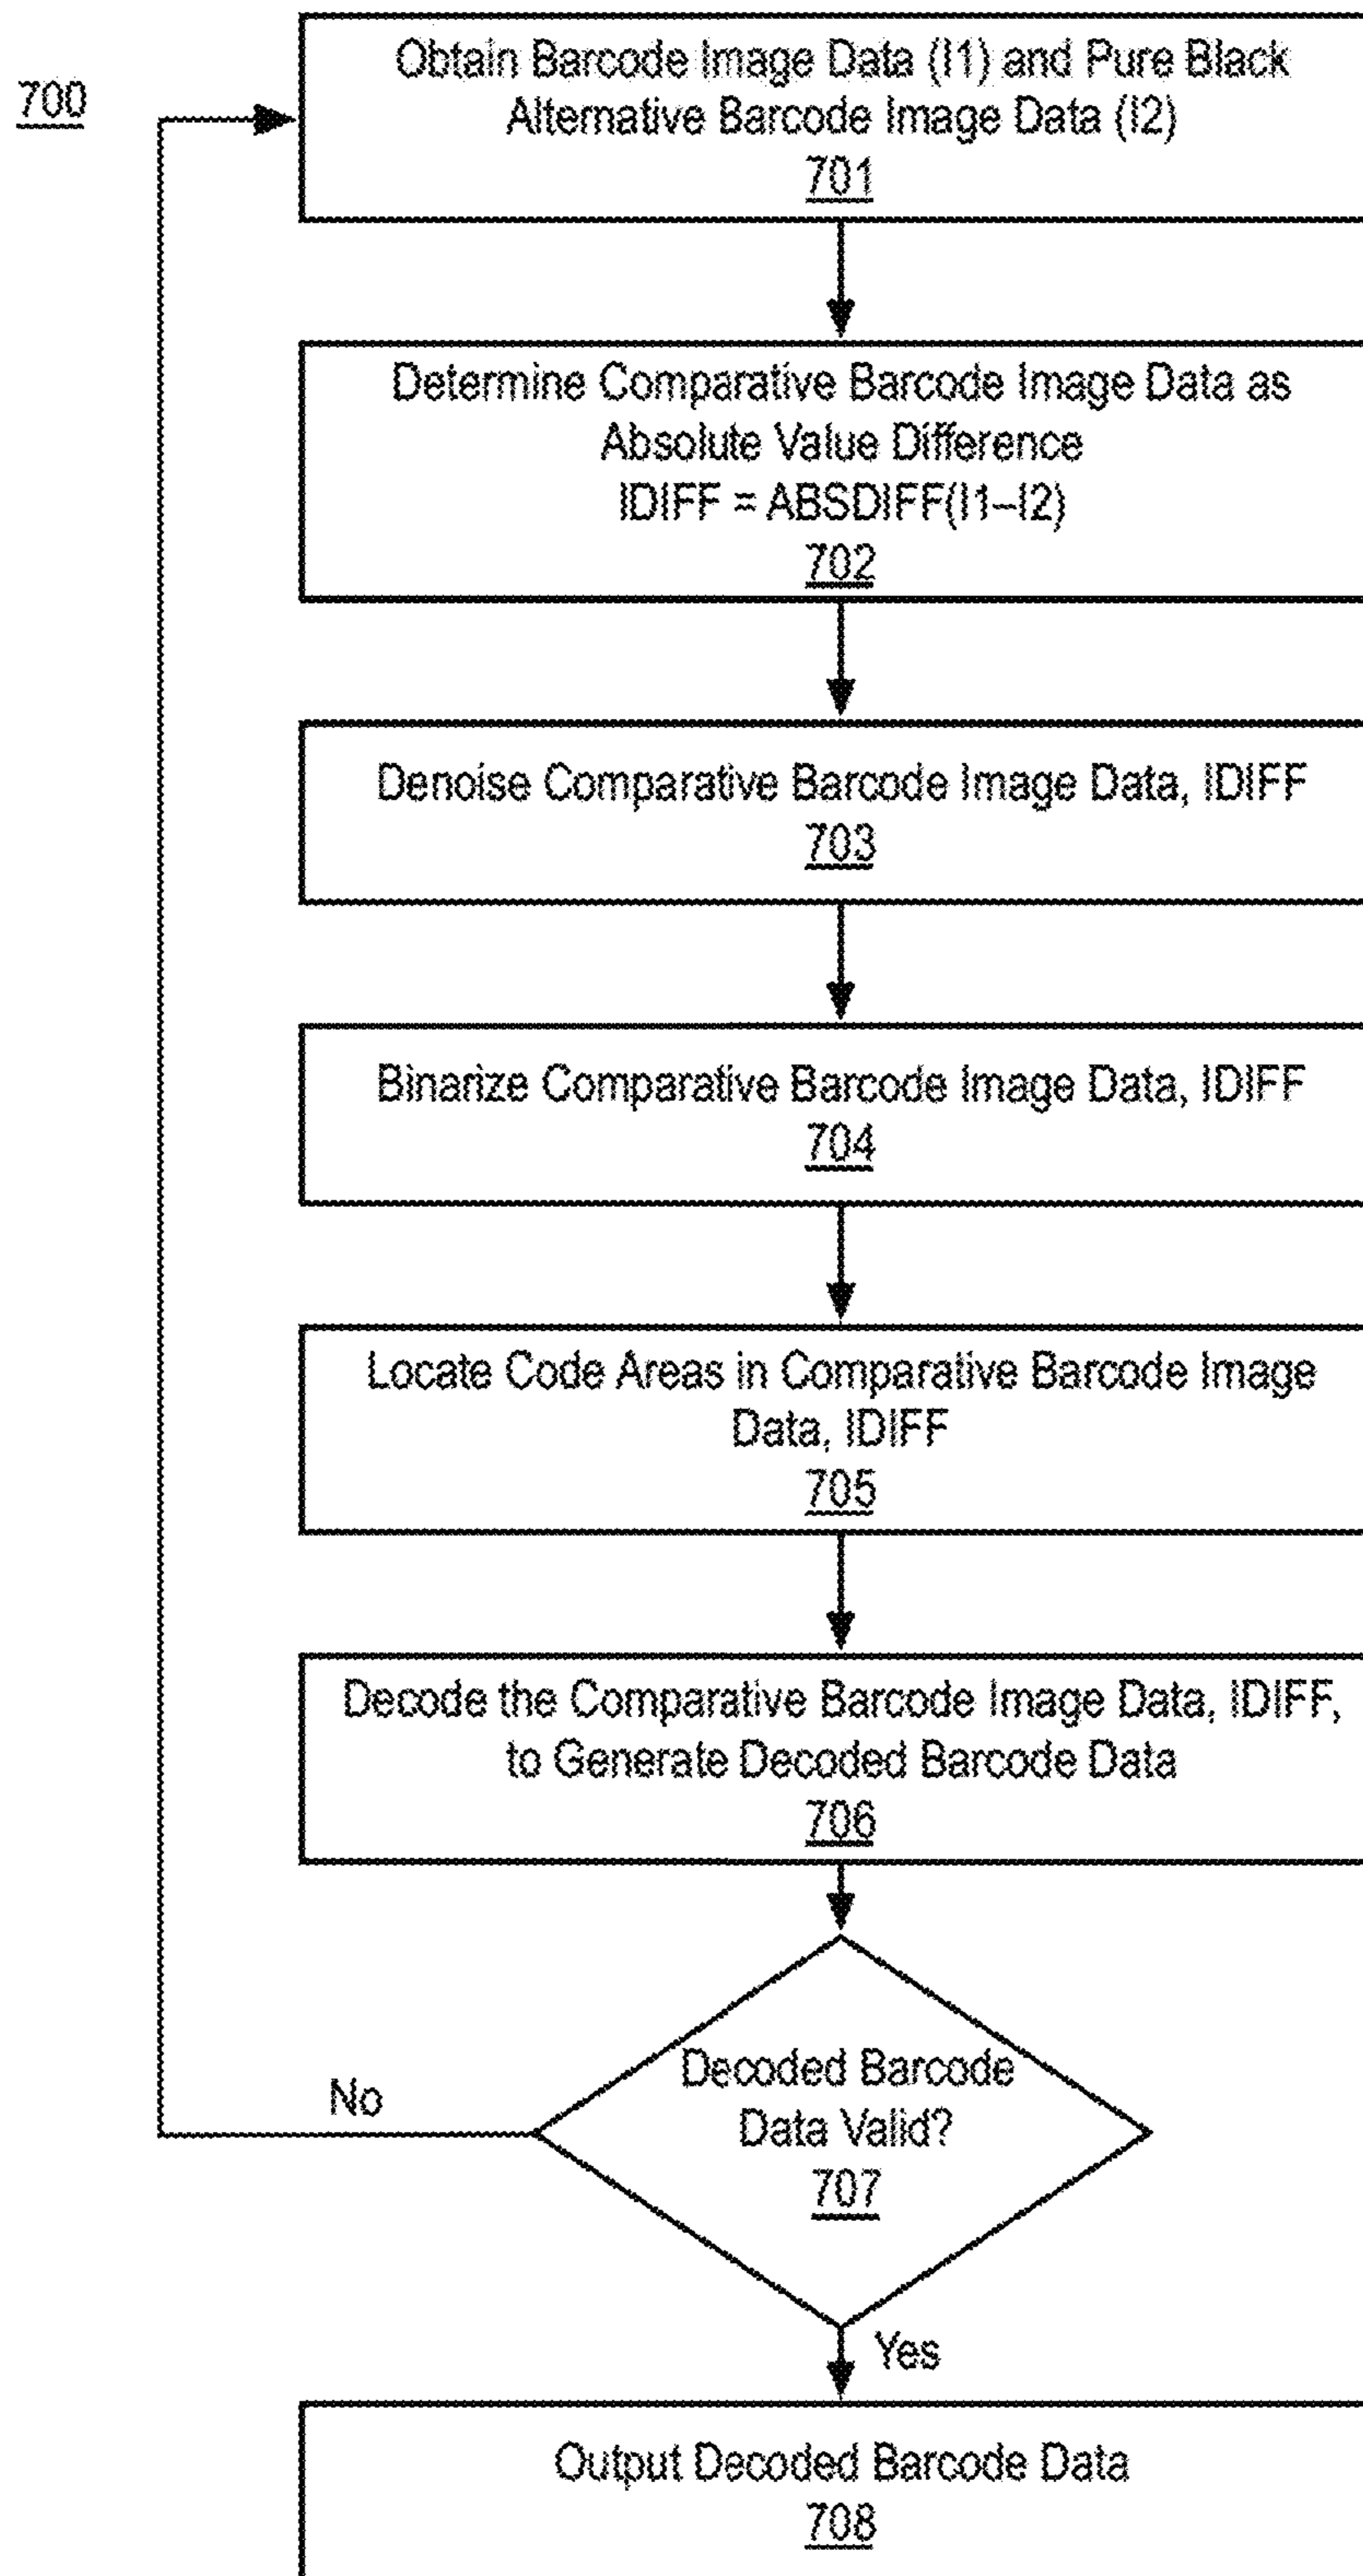 700
Obtain Barcode Image Data (I1) and Pure Black
Alternative Barcode Image Data (I2)
701
Determine Comparative Barcode Image Data as
Absolute Value Difference
IDIFF = ABSDIFF(I1–I2)
702
Denoise Comparative Barcode Image Data, IDIFF
703
Binarize Comparative Barcode Image Data, IDIFF
704
Locate Code Areas in Comparative Barcode Image
Data, IDIFF
705
Decode the Comparative Barcode Image Data, IDIFF,
to Generate Decoded Barcode Data
706
Decoded Barcode
Data Valid?
707
No
Yes
Output Decoded Barcode Data
708